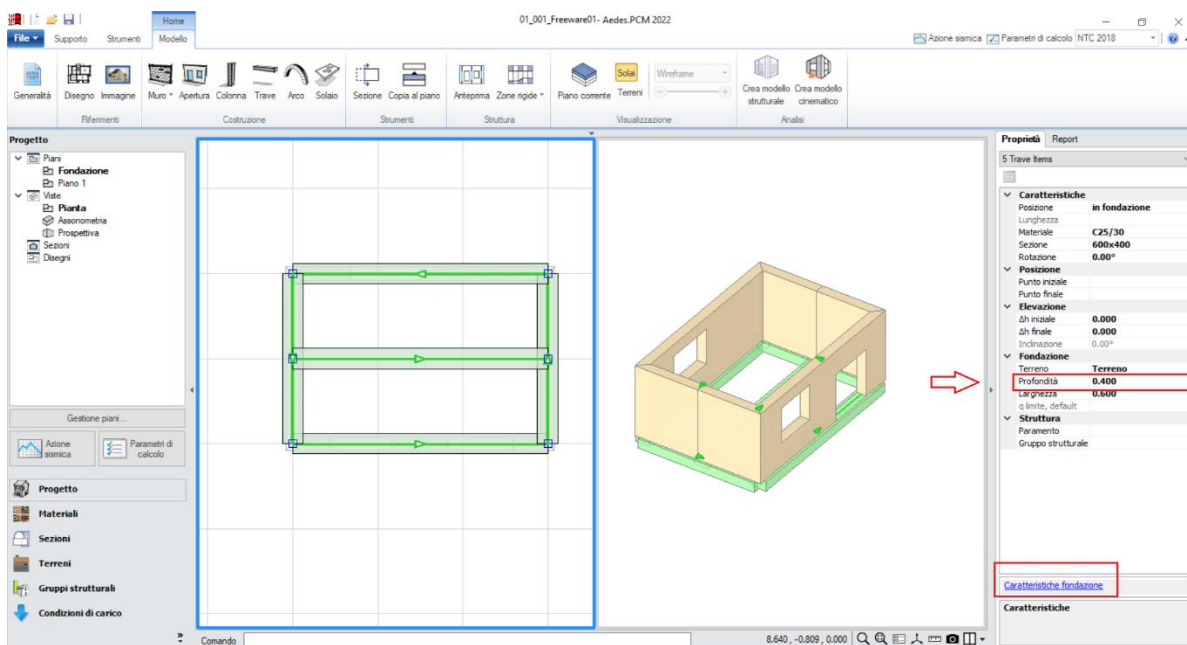 01_001_Freeware01- Aedes.PCM 2022
Home
File Supporto Strumenti Modello
Azione sismica Parametri di calcolo NTC 2018
Generalità Disegno Immagine Muro Apertura Colonna Trave Arco Solaio Sezione Copia al piano Anteprima Zone rigide Piano corrente Solai Terreni Wireframe Crea modello strutturale Crea modello cinematico
Riferimenti Costruzione Strumenti Struttura Visualizzazione Analisi
Progetto
Piani
Fondazione
Piano 1
Viste
Pianta
Assonometria
Prospettiva
Sezioni
Disegni
Gestione piani...
Azione sismica
Parametri di calcolo
Progetto
Materiali
Sezioni
Terreni
Gruppi strutturali
Condizioni di carico
Comando
8.640 , -0.809 , 0.000
Proprietà Report
5 Trave Items
Caratteristiche
Posizione in fondazione
Lunghezza
Materiale C25/30
Sezione 600x400
Rotazione 0.00°
Posizione
Punto iniziale
Punto finale
Elevazione
Δh iniziale 0.000
Δh finale 0.000
Inclinazione 0.00°
Fondazione
Terreno Terreno
Profondità 0.400
Larghezza 0.600
q limite, default
Struttura
Paramento
Gruppo strutturale
Caratteristiche fondazione
Caratteristiche